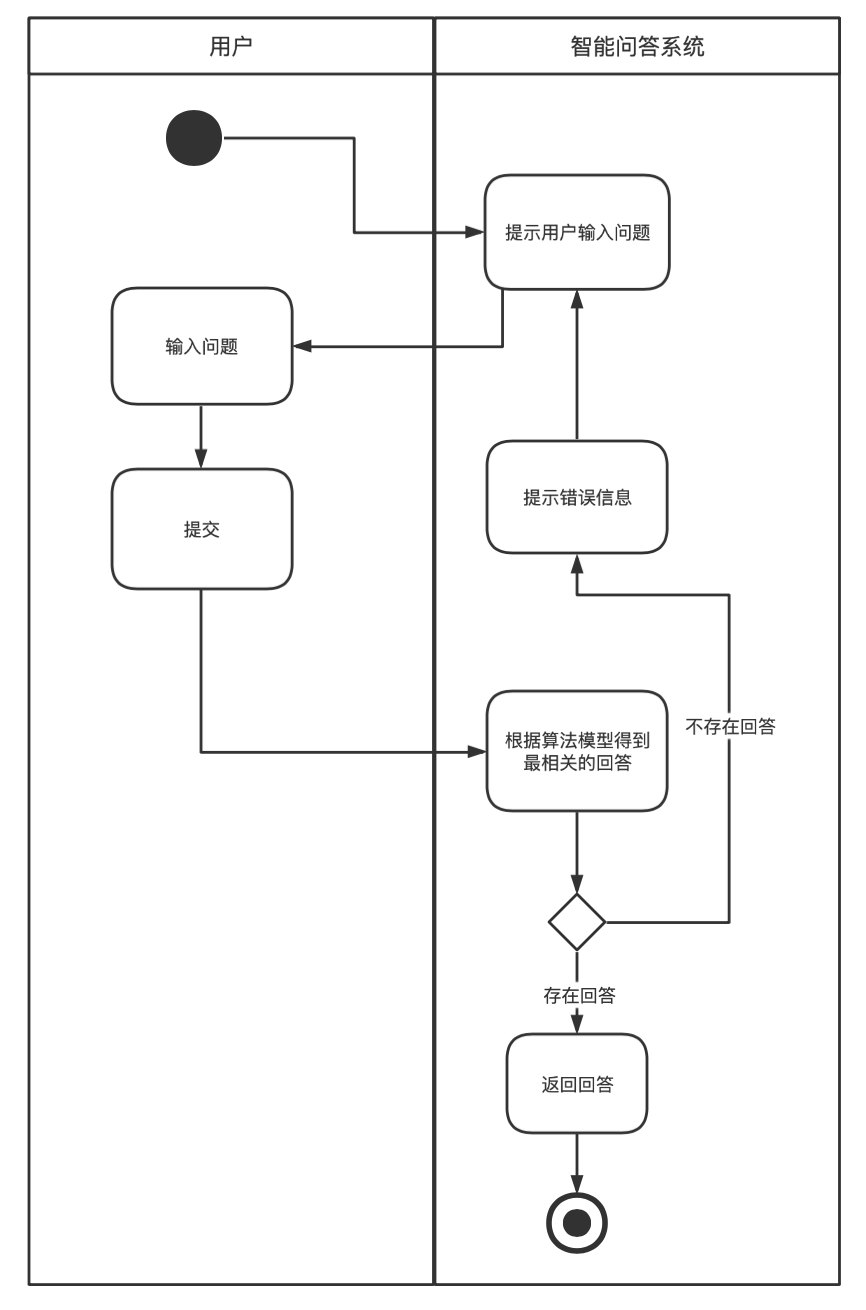 用户
智能问答系统
提示用户输入问题
输入问题
提示错误信息
提交
不存在回答
根据算法模型得到
最相关的回答
存在回答
返回回答